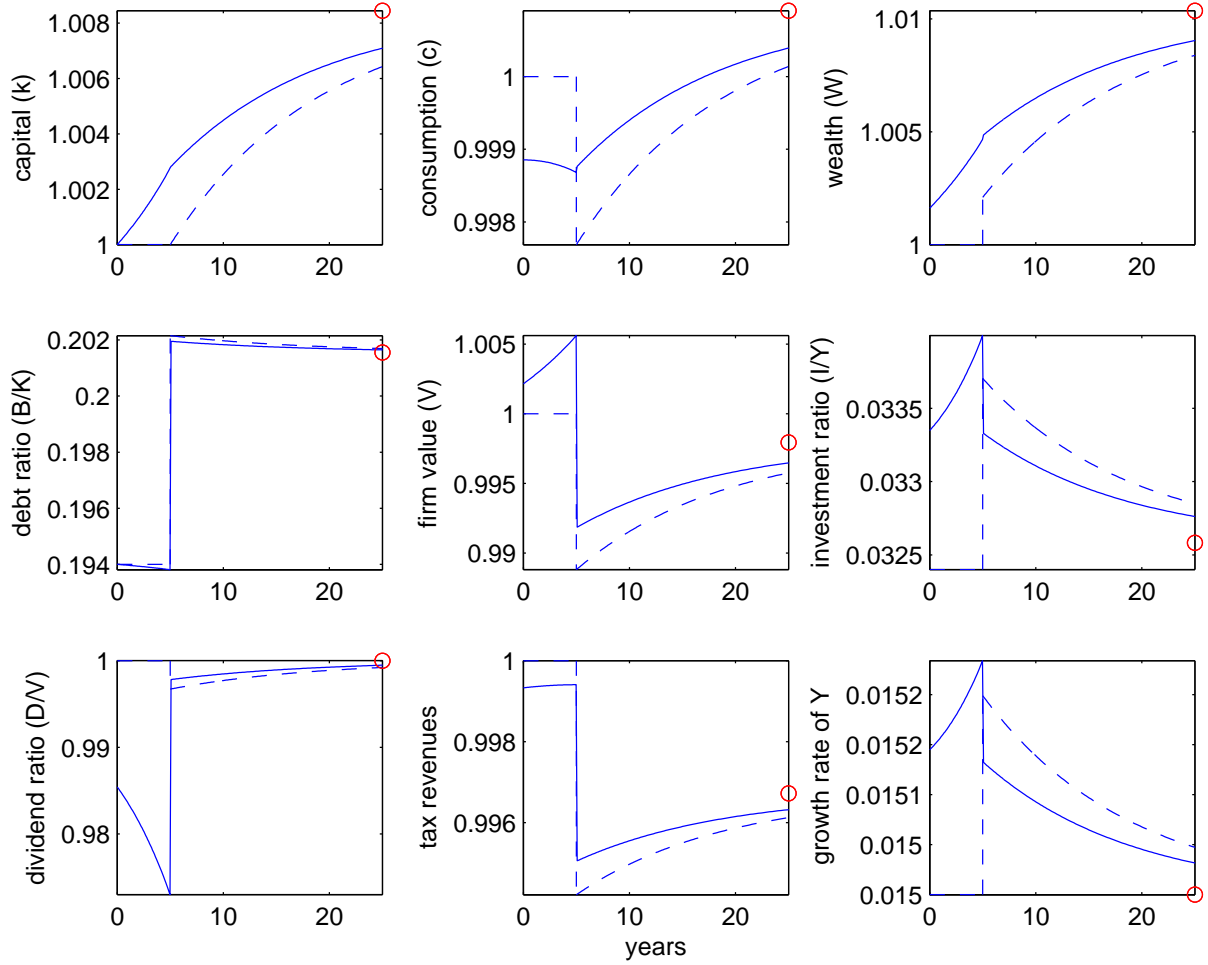 capital (k)
1.008
1.006
1.004
1.002
1
0 10 20
consumption (c)
1
0.999
0.998
0 10 20
wealth (W)
1.01
1.005
1
0 10 20
debt ratio (B/K)
0.202
0.2
0.198
0.196
0.194
0 10 20
firm value (V)
1.005
1
0.995
0.99
0 10 20
investment ratio (I/Y)
0.0335
0.033
0.0325
0 10 20
dividend ratio (D/V)
1
0.99
0.98
0 10 20
tax revenues
1
0.998
0.996
0 10 20
years
growth rate of Y
0.0152
0.0152
0.0151
0.015
0.015
0 10 20